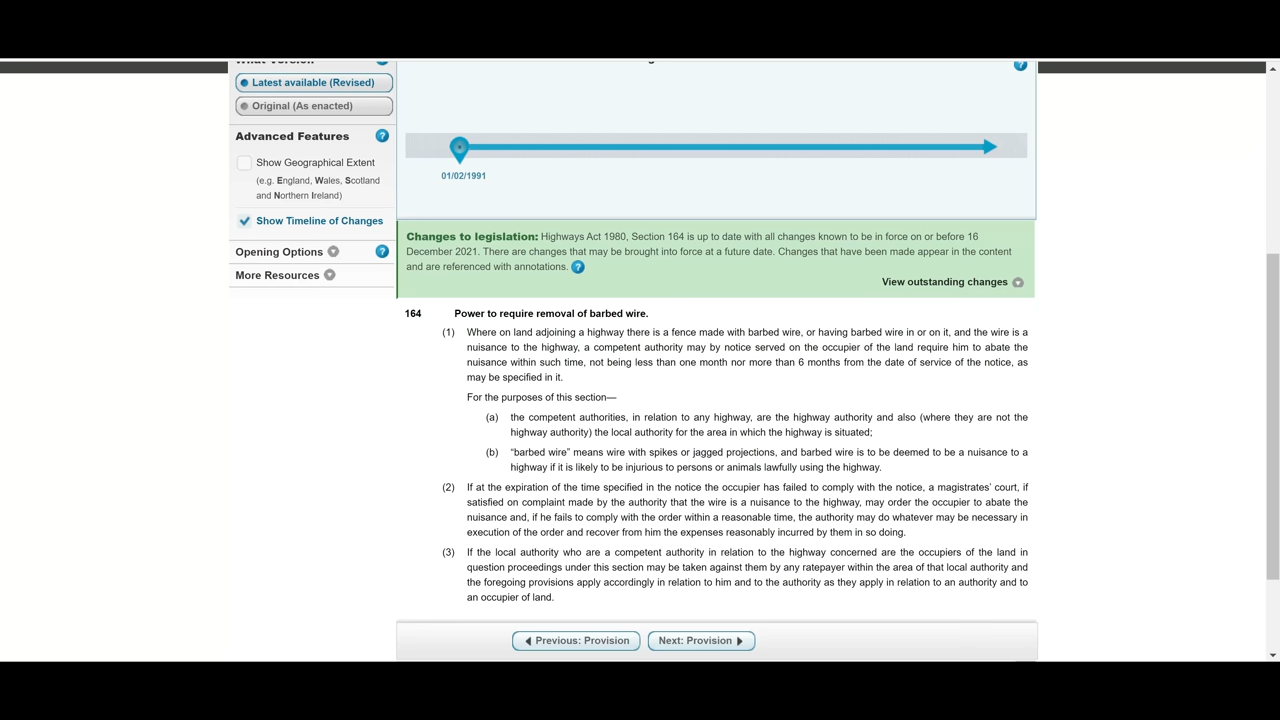 Latest available (Revised)
Original (As enacted)
Advanced Features
Show Geographical Extent
(e.g. England, Wales, Scotland
and Northern Ireland)
Show Timeline of Changes
Opening Options
More Resources
01/02/1991
Changes to legislation: Highways Act 1980, Section 164 is up to date with all changes known to be in force on or before 16
December 2021. There are changes that may be brought into force at a future date. Changes that have been made appear in the content
and are referenced with annotations.
View outstanding changes
164 Power to require removal of barbed wire.
(1) Where on land adjoining a highway there is a fence made with barbed wire, or having barbed wire in or on it, and the wire is a
nuisance to the highway, a competent authority may by notice served on the occupier of the land require him to abate the
nuisance within such time, not being less than one month nor more than 6 months from the date of service of the notice, as
may be specified in it.
For the purposes of this section—
(a) the competent authorities, in relation to any highway, are the highway authority and also (where they are not the
highway authority) the local authority for the area in which the highway is situated;
(b) “barbed wire” means wire with spikes or jagged projections, and barbed wire is to be deemed to be a nuisance to a
highway if it is likely to be injurious to persons or animals lawfully using the highway.
(2) If at the expiration of the time specified in the notice the occupier has failed to comply with the notice, a magistrates’ court, if
satisfied on complaint made by the authority that the wire is a nuisance to the highway, may order the occupier to abate the
nuisance and, if he fails to comply with the order within a reasonable time, the authority may do whatever may be necessary in
execution of the order and recover from him the expenses reasonably incurred by them in so doing.
(3) If the local authority who are a competent authority in relation to the highway concerned are the occupiers of the land in
question proceedings under this section may be taken against them by any ratepayer within the area of that local authority and
the foregoing provisions apply accordingly in relation to him and to the authority as they apply in relation to an authority and to
an occupier of land.
Previous: Provision
Next: Provision